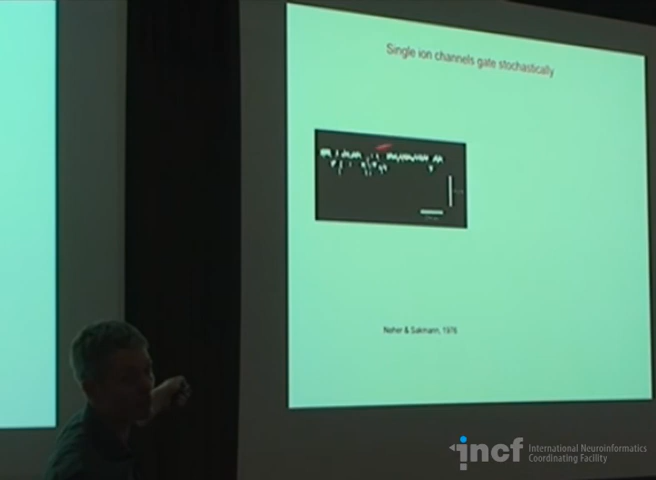 Single ion channels gate stochastically
Neher & Sakmann, 1976
incf
International Neuroinformatics
Coordinating Facility